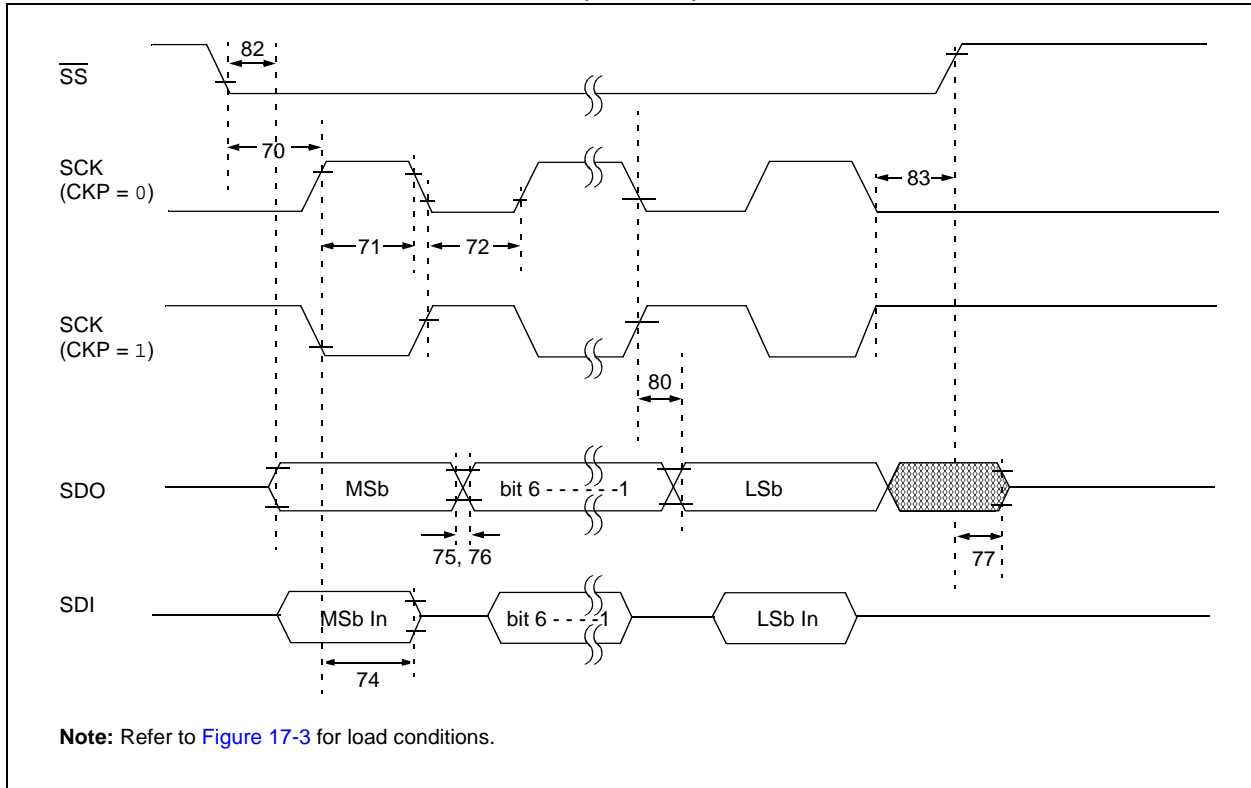 82
SS
70
SCK
(CKP = 0)
83
71
72
SCK
(CKP = 1)
80
SDO
MSb
bit 6 - - - - - -1
LSb
75, 76
77
SDI
MSb In
bit 6 - - - -1
LSb In
74
Note: Refer to Figure 17-3 for load conditions.